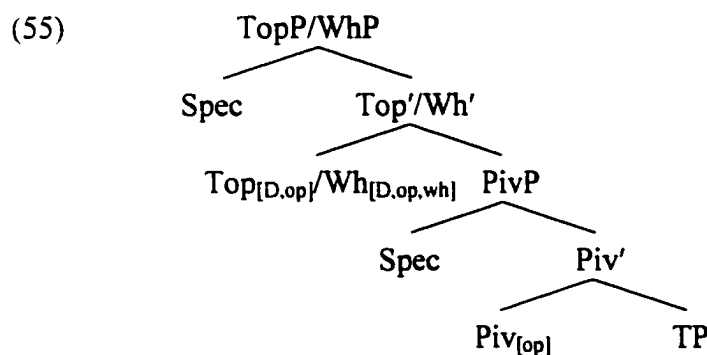 (55) TopP/WhP
Spec Top′/Wh′
Top[D,op]/Wh[D,op,wh] PivP
Spec Piv′
Piv[op] TP